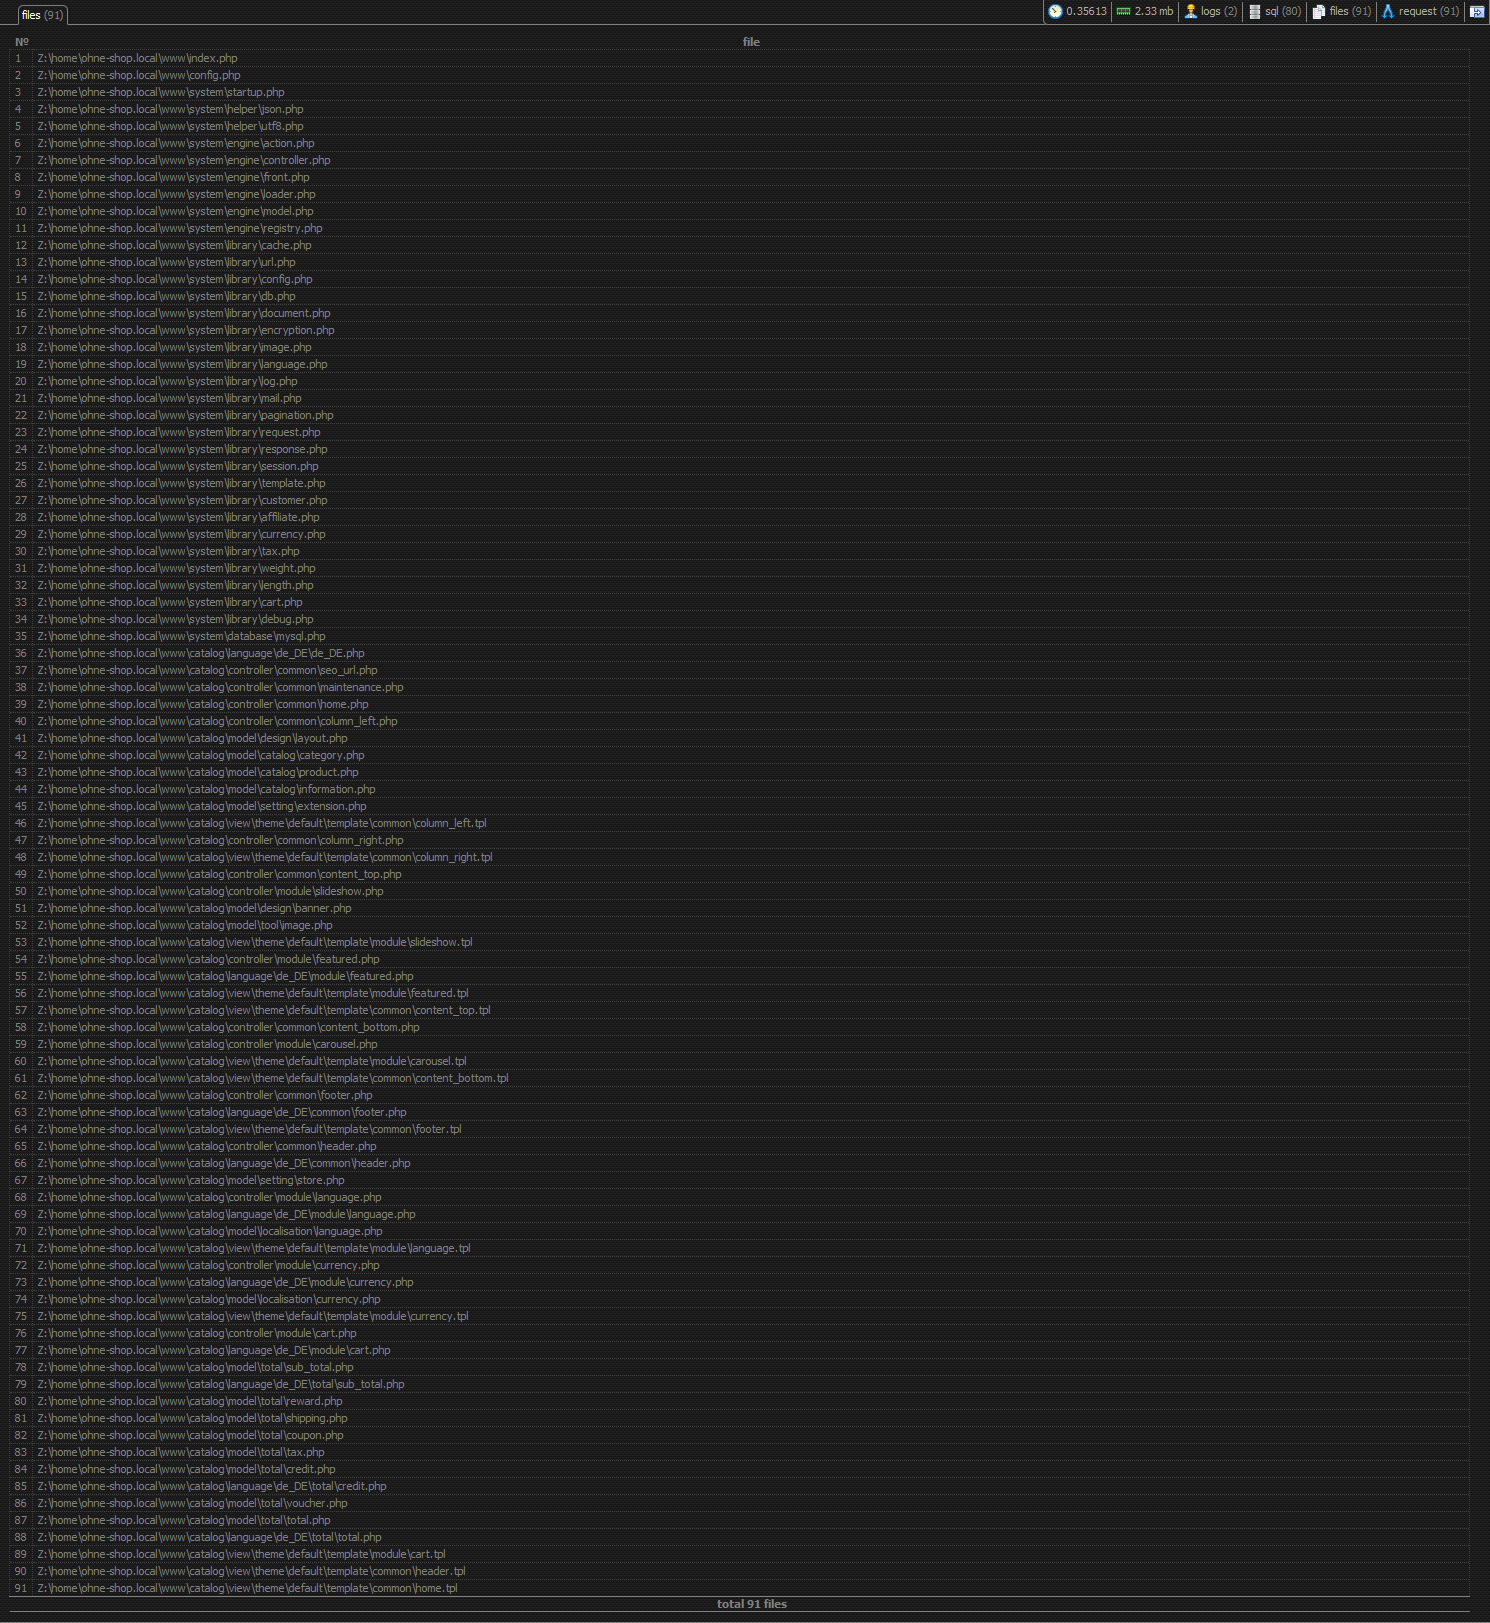 files (91)
0.35613 2.33 mb logs (2) sql (80) files (91) request (91)
№ file
1 Z:\home\ohne-shop.local\www\index.php
2 Z:\home\ohne-shop.local\www\config.php
3 Z:\home\ohne-shop.local\www\system\startup.php
4 Z:\home\ohne-shop.local\www\system\helper\json.php
5 Z:\home\ohne-shop.local\www\system\helper\utf8.php
6 Z:\home\ohne-shop.local\www\system\engine\action.php
7 Z:\home\ohne-shop.local\www\system\engine\controller.php
8 Z:\home\ohne-shop.local\www\system\engine\front.php
9 Z:\home\ohne-shop.local\www\system\engine\loader.php
10 Z:\home\ohne-shop.local\www\system\engine\model.php
11 Z:\home\ohne-shop.local\www\system\engine\registry.php
12 Z:\home\ohne-shop.local\www\system\library\cache.php
13 Z:\home\ohne-shop.local\www\system\library\url.php
14 Z:\home\ohne-shop.local\www\system\library\config.php
15 Z:\home\ohne-shop.local\www\system\library\db.php
16 Z:\home\ohne-shop.local\www\system\library\document.php
17 Z:\home\ohne-shop.local\www\system\library\encryption.php
18 Z:\home\ohne-shop.local\www\system\library\image.php
19 Z:\home\ohne-shop.local\www\system\library\language.php
20 Z:\home\ohne-shop.local\www\system\library\log.php
21 Z:\home\ohne-shop.local\www\system\library\mail.php
22 Z:\home\ohne-shop.local\www\system\library\pagination.php
23 Z:\home\ohne-shop.local\www\system\library\request.php
24 Z:\home\ohne-shop.local\www\system\library\response.php
25 Z:\home\ohne-shop.local\www\system\library\session.php
26 Z:\home\ohne-shop.local\www\system\library\template.php
27 Z:\home\ohne-shop.local\www\system\library\customer.php
28 Z:\home\ohne-shop.local\www\system\library\affiliate.php
29 Z:\home\ohne-shop.local\www\system\library\currency.php
30 Z:\home\ohne-shop.local\www\system\library\tax.php
31 Z:\home\ohne-shop.local\www\system\library\weight.php
32 Z:\home\ohne-shop.local\www\system\library\length.php
33 Z:\home\ohne-shop.local\www\system\library\cart.php
34 Z:\home\ohne-shop.local\www\system\library\debug.php
35 Z:\home\ohne-shop.local\www\system\database\mysql.php
36 Z:\home\ohne-shop.local\www\catalog\language\de_DE\de_DE.php
37 Z:\home\ohne-shop.local\www\catalog\controller\common\seo_url.php
38 Z:\home\ohne-shop.local\www\catalog\controller\common\maintenance.php
39 Z:\home\ohne-shop.local\www\catalog\controller\common\home.php
40 Z:\home\ohne-shop.local\www\catalog\controller\common\column_left.php
41 Z:\home\ohne-shop.local\www\catalog\model\design\layout.php
42 Z:\home\ohne-shop.local\www\catalog\model\catalog\category.php
43 Z:\home\ohne-shop.local\www\catalog\model\catalog\product.php
44 Z:\home\ohne-shop.local\www\catalog\model\catalog\information.php
45 Z:\home\ohne-shop.local\www\catalog\model\setting\extension.php
46 Z:\home\ohne-shop.local\www\catalog\view\theme\default\template\common\column_left.tpl
47 Z:\home\ohne-shop.local\www\catalog\controller\common\column_right.php
48 Z:\home\ohne-shop.local\www\catalog\view\theme\default\template\common\column_right.tpl
49 Z:\home\ohne-shop.local\www\catalog\controller\common\content_top.php
50 Z:\home\ohne-shop.local\www\catalog\controller\module\slideshow.php
51 Z:\home\ohne-shop.local\www\catalog\model\design\banner.php
52 Z:\home\ohne-shop.local\www\catalog\model\tool\image.php
53 Z:\home\ohne-shop.local\www\catalog\view\theme\default\template\module\slideshow.tpl
54 Z:\home\ohne-shop.local\www\catalog\controller\module\featured.php
55 Z:\home\ohne-shop.local\www\catalog\language\de_DE\module\featured.php
56 Z:\home\ohne-shop.local\www\catalog\view\theme\default\template\module\featured.tpl
57 Z:\home\ohne-shop.local\www\catalog\view\theme\default\template\common\content_top.tpl
58 Z:\home\ohne-shop.local\www\catalog\controller\common\content_bottom.php
59 Z:\home\ohne-shop.local\www\catalog\controller\module\carousel.php
60 Z:\home\ohne-shop.local\www\catalog\view\theme\default\template\module\carousel.tpl
61 Z:\home\ohne-shop.local\www\catalog\view\theme\default\template\common\content_bottom.tpl
62 Z:\home\ohne-shop.local\www\catalog\controller\common\footer.php
63 Z:\home\ohne-shop.local\www\catalog\language\de_DE\common\footer.php
64 Z:\home\ohne-shop.local\www\catalog\view\theme\default\template\common\footer.tpl
65 Z:\home\ohne-shop.local\www\catalog\controller\common\header.php
66 Z:\home\ohne-shop.local\www\catalog\language\de_DE\common\header.php
67 Z:\home\ohne-shop.local\www\catalog\model\setting\store.php
68 Z:\home\ohne-shop.local\www\catalog\controller\module\language.php
69 Z:\home\ohne-shop.local\www\catalog\language\de_DE\module\language.php
70 Z:\home\ohne-shop.local\www\catalog\model\localisation\language.php
71 Z:\home\ohne-shop.local\www\catalog\view\theme\default\template\module\language.tpl
72 Z:\home\ohne-shop.local\www\catalog\controller\module\currency.php
73 Z:\home\ohne-shop.local\www\catalog\language\de_DE\module\currency.php
74 Z:\home\ohne-shop.local\www\catalog\model\localisation\currency.php
75 Z:\home\ohne-shop.local\www\catalog\view\theme\default\template\module\currency.tpl
76 Z:\home\ohne-shop.local\www\catalog\controller\module\cart.php
77 Z:\home\ohne-shop.local\www\catalog\language\de_DE\module\cart.php
78 Z:\home\ohne-shop.local\www\catalog\model\total\sub_total.php
79 Z:\home\ohne-shop.local\www\catalog\language\de_DE\total\sub_total.php
80 Z:\home\ohne-shop.local\www\catalog\model\total\reward.php
81 Z:\home\ohne-shop.local\www\catalog\model\total\shipping.php
82 Z:\home\ohne-shop.local\www\catalog\model\total\coupon.php
83 Z:\home\ohne-shop.local\www\catalog\model\total\tax.php
84 Z:\home\ohne-shop.local\www\catalog\model\total\credit.php
85 Z:\home\ohne-shop.local\www\catalog\language\de_DE\total\credit.php
86 Z:\home\ohne-shop.local\www\catalog\model\total\voucher.php
87 Z:\home\ohne-shop.local\www\catalog\model\total\total.php
88 Z:\home\ohne-shop.local\www\catalog\language\de_DE\total\total.php
89 Z:\home\ohne-shop.local\www\catalog\view\theme\default\template\module\cart.tpl
90 Z:\home\ohne-shop.local\www\catalog\view\theme\default\template\common\header.tpl
91 Z:\home\ohne-shop.local\www\catalog\view\theme\default\template\common\home.tpl
total 91 files